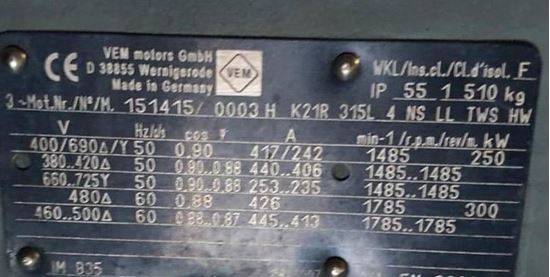 VEM motors GmbH
D 38855 Wernigerode
Made in Germany
CE
VEM
WKL/Ins.cl./Cl.d'isol. F
IP 55 1 510 kg
3 ~Mot.Nr./N°/M. 151415/ 0003 H K21R 315L 4 NS LL TWS HW
V Hz/c/s cos φ A min-1 /r.p.m./rev/m. kW
400/690Δ/Y 50 0.90 417/242 1485 250
380..420Δ 50 0.90..0.88 440..406 1485..1485
660..725Y 50 0.90..0.88 253..235 1485..1485
480Δ 60 0.88 426 1785 300
460..500Δ 60 0.88..0.87 445..413 1785..1785
IM B35